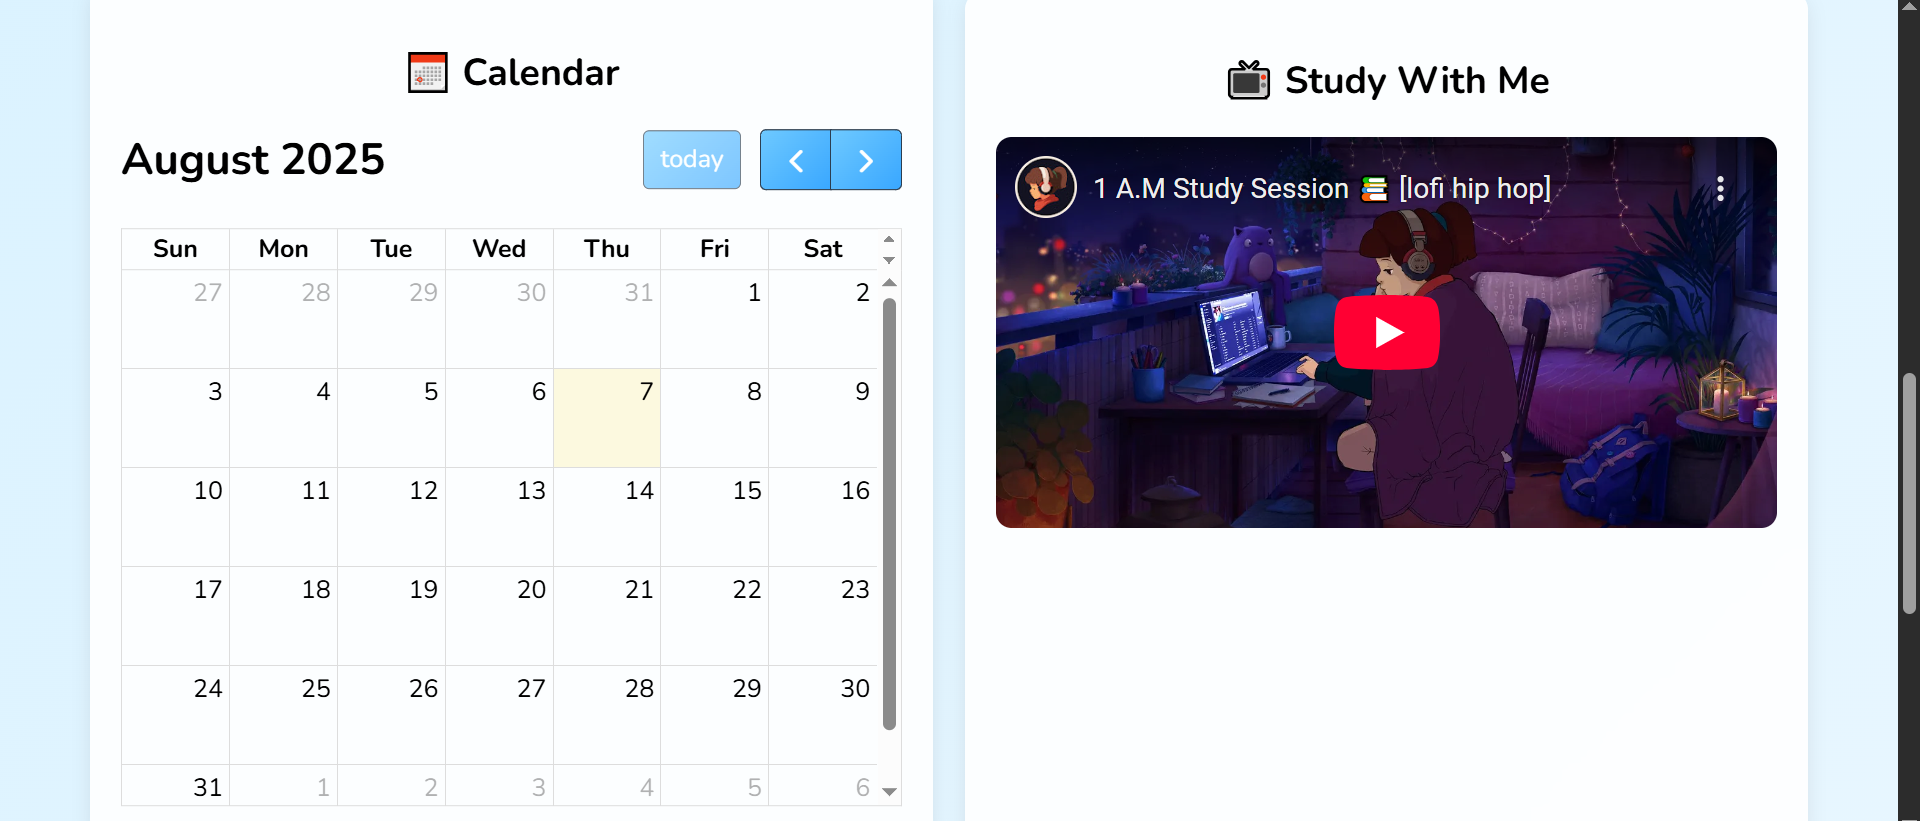 Calendar
August 2025
today
Sun Mon Tue Wed Thu Fri Sat
27 28 29 30 31 1 2
3 4 5 6 7 8 9
10 11 12 13 14 15 16
17 18 19 20 21 22 23
24 25 26 27 28 29 30
31 1 2 3 4 5 6
Study With Me
1 A.M Study Session 📚 [lofi hip hop]